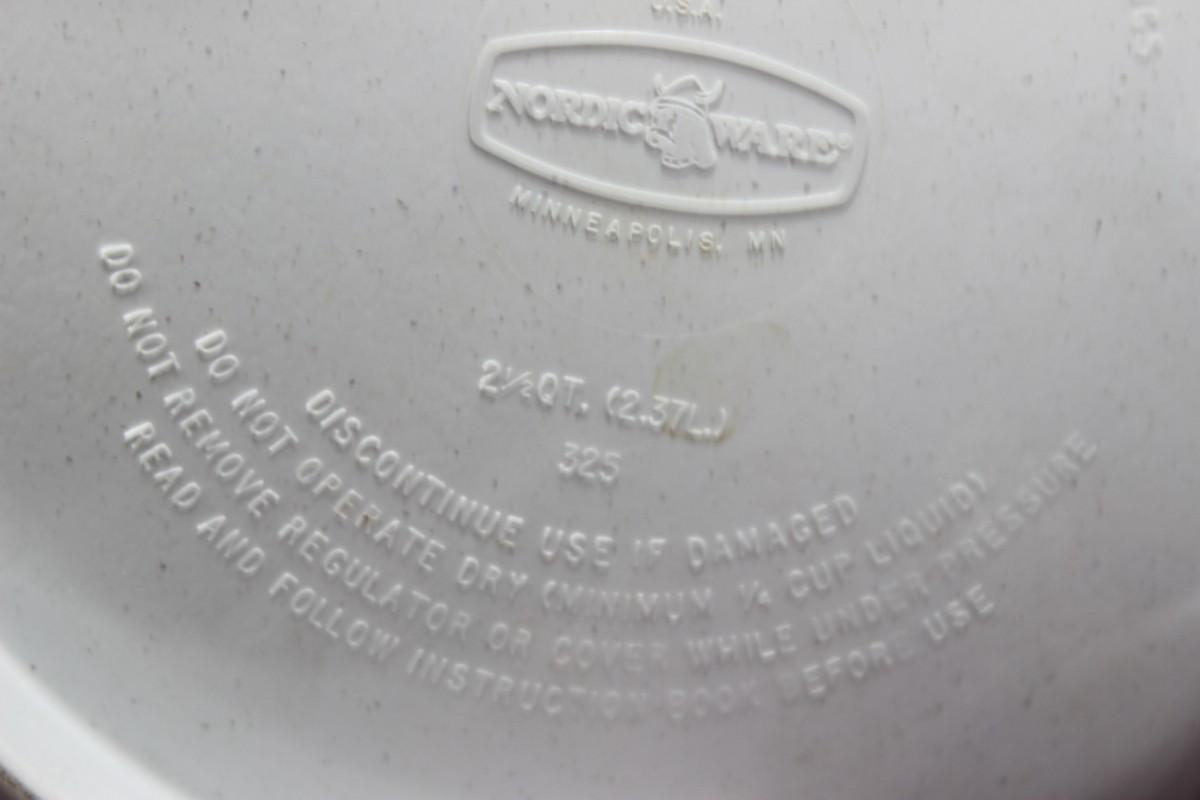 U.S.A.
NORDIC WARE®
MINNEAPOLIS, MN
2½QT. (2.37L.)
325
DISCONTINUE USE IF DAMAGED
DO NOT OPERATE DRY (MINIMUM ¼ CUP LIQUID)
DO NOT REMOVE REGULATOR OR COVER WHILE UNDER PRESSURE
READ AND FOLLOW INSTRUCTION BOOK BEFORE USE